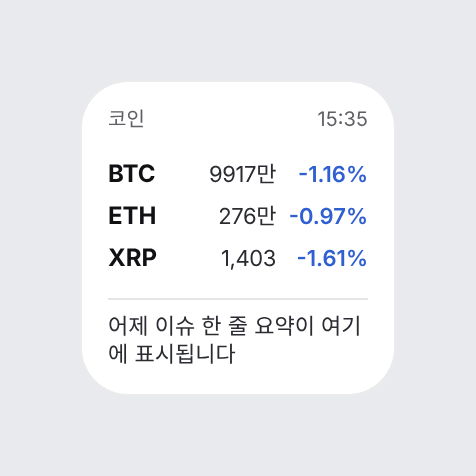 코인 15:35
BTC 9917만 -1.16%
ETH 276만 -0.97%
XRP 1,403 -1.61%
어제 이슈 한 줄 요약이 여기
에 표시됩니다